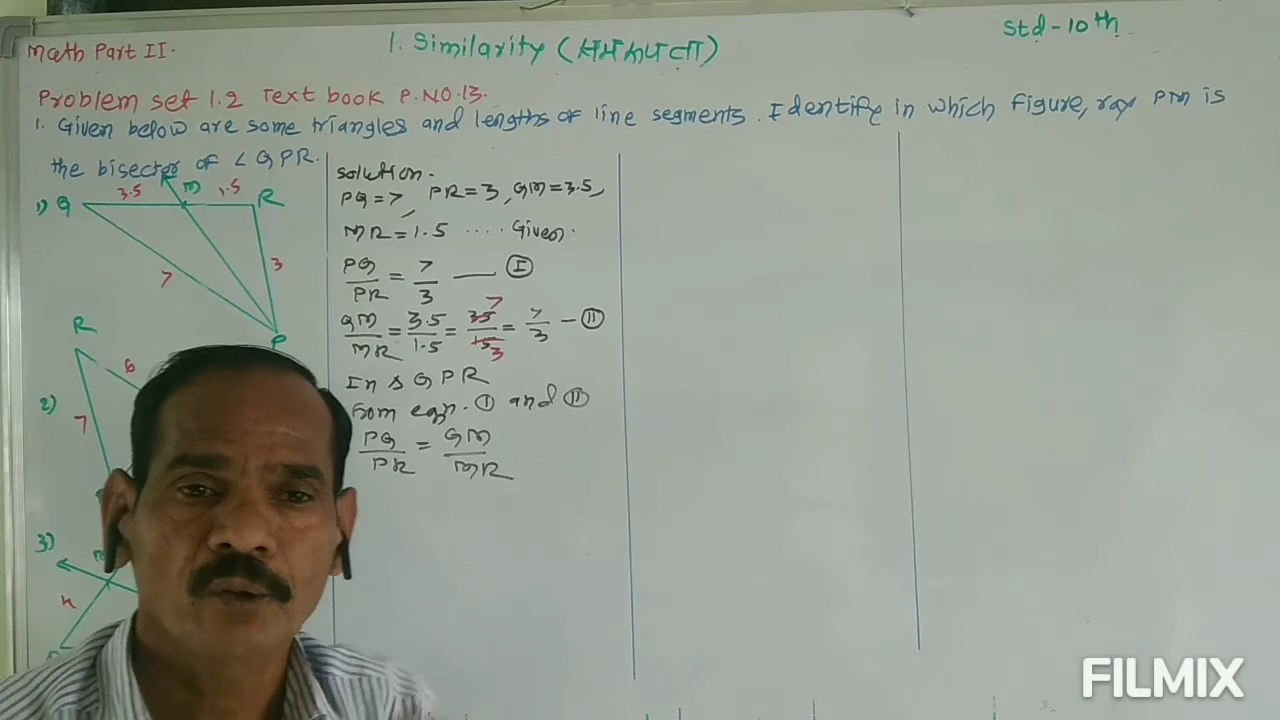 Math Part II.
1. Similarity (समरूपता)
Std-10th
Problem set 1.2 Text book P.NO.13.
1. Given below are some triangles and lengths of line segments. Identify in which figure, ray PM is
the bisector of ∠QPR.
1) Q 3.5 M 1.5 R
7
3
P
R
6
2)
7
3)
x
Solution.
PQ=7, PR=3, QM=3.5,
MR=1.5 .... Given.
PQ/PR = 7/3 — I
QM/MR = 3.5/1.5 = 35/15 = 7/3 — II
7
3
In △ QPR
from eqn. I and II
PQ/PR = QM/MR
FILMIX